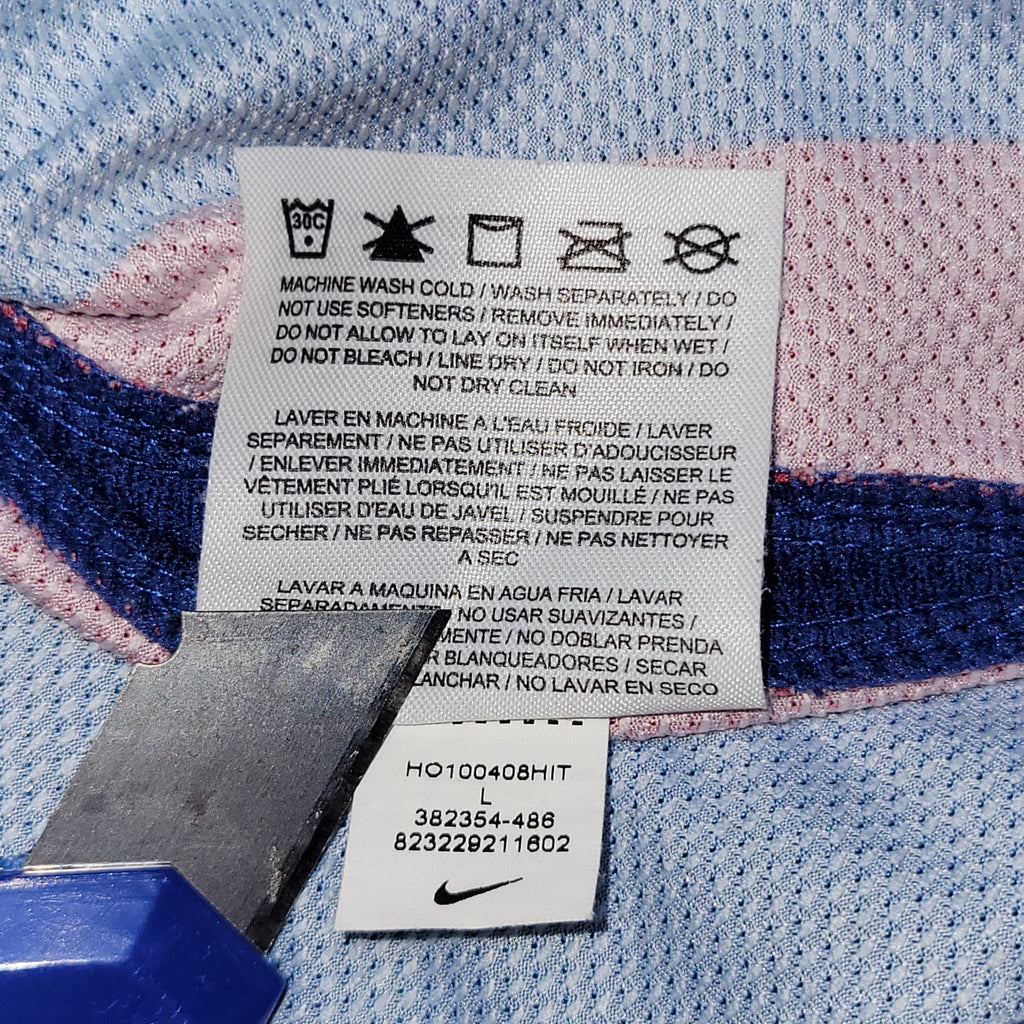 30C
MACHINE WASH COLD / WASH SEPARATELY / DO
NOT USE SOFTENERS / REMOVE IMMEDIATELY /
DO NOT ALLOW TO LAY ON ITSELF WHEN WET /
DO NOT BLEACH / LINE DRY / DO NOT IRON / DO
NOT DRY CLEAN
LAVER EN MACHINE A L'EAU FROIDE / LAVER
SEPAREMENT / NE PAS UTILISER D'ADOUCISSEUR
/ ENLEVER IMMEDIATEMENT / NE PAS LAISSER LE
VÊTEMENT PLIÉ LORSQU'IL EST MOUILLÉ / NE PAS
UTILISER D'EAU DE JAVEL / SUSPENDRE POUR
SECHER / NE PAS REPASSER / NE PAS NETTOYER
A SEC
LAVAR A MAQUINA EN AGUA FRIA / LAVAR
SEPARADAMENTE NO USAR SUAVIZANTES /
MENTE / NO DOBLAR PRENDA
R BLANQUEADORES / SECAR
LANCHAR / NO LAVAR EN SECO
HO100408HIT
L
382354-486
823229211602